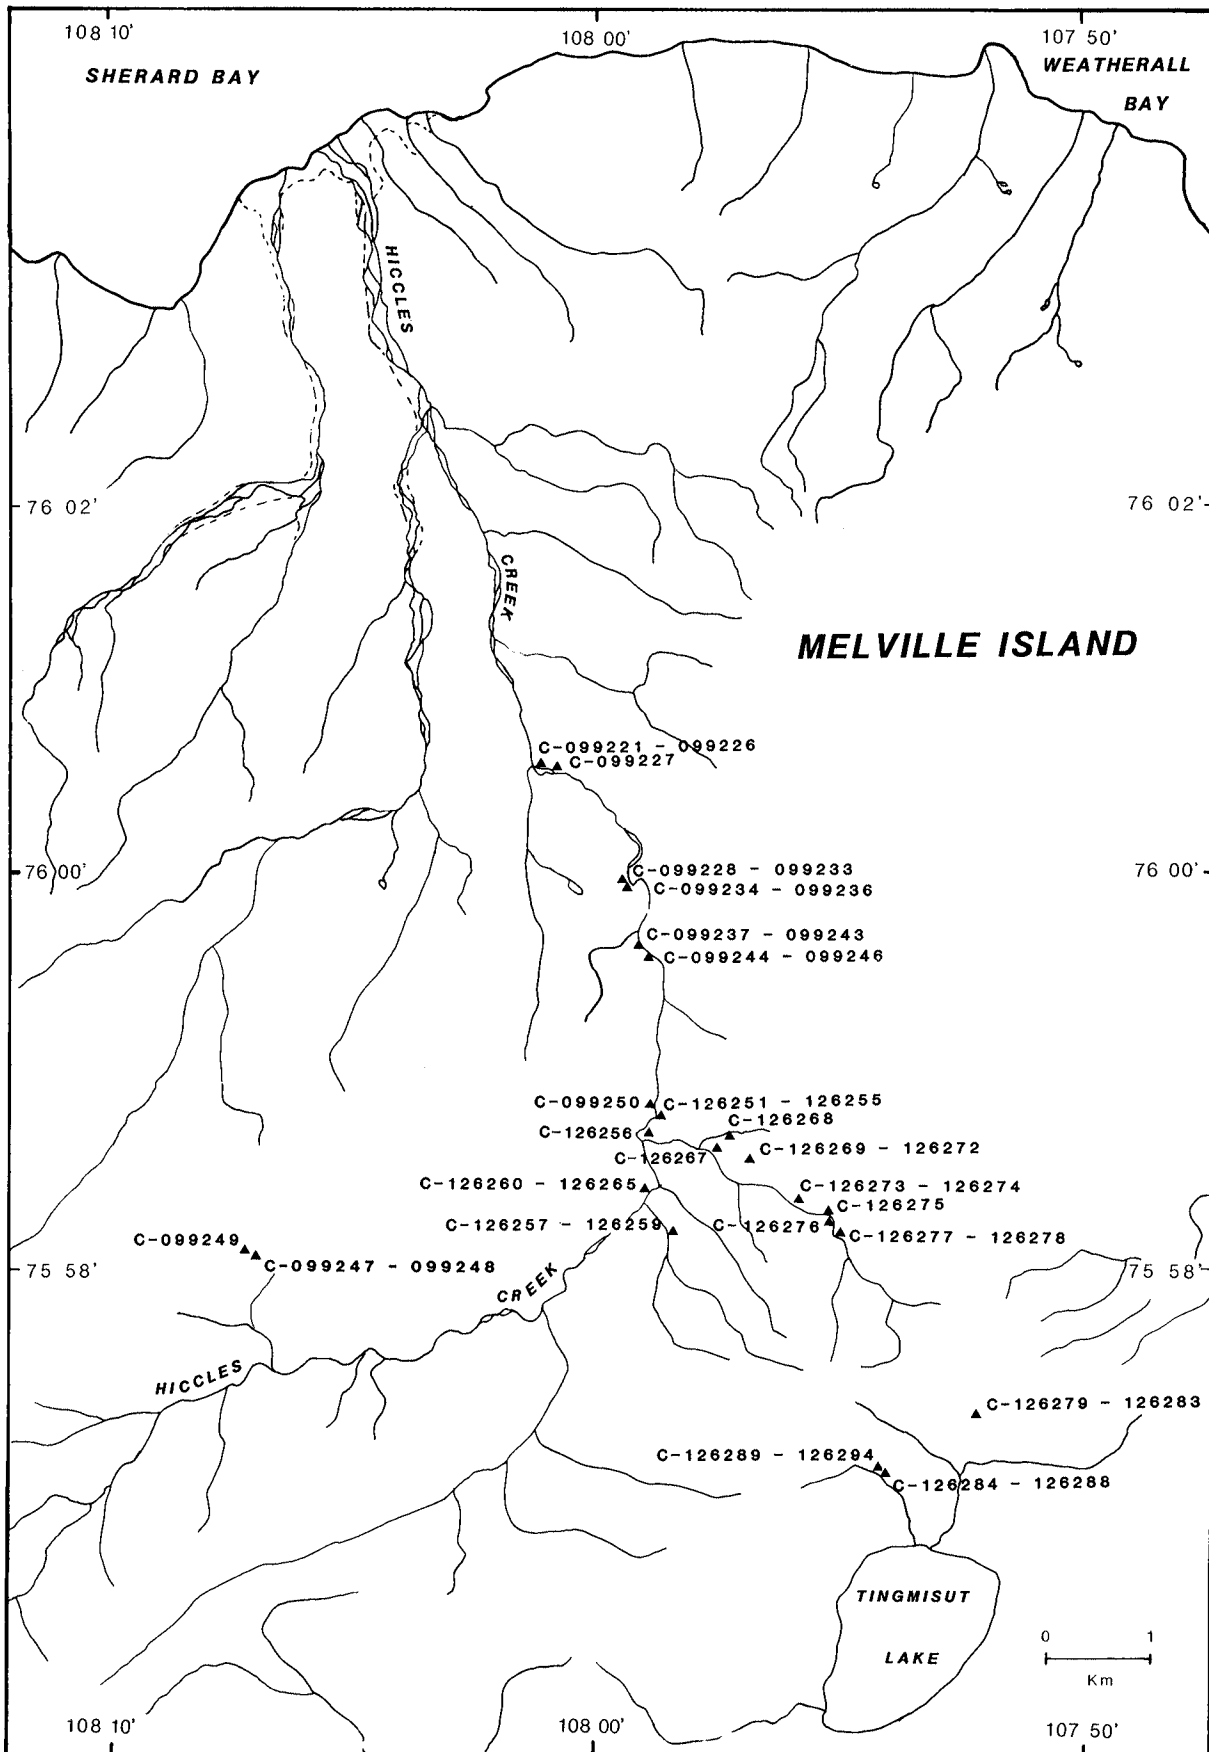 108 10'
108 00'
107 50'
SHERARD BAY
WEATHERALL
BAY
HICCLES
76 02'
76 02'
CREEK
MELVILLE ISLAND
C-099221 - 099226
C-099227
76 00'
C-099228 - 099233
76 00'
C-099234 - 099236
C-099237 - 099243
C-099244 - 099246
C-099250
C-126251 - 126255
C-126268
C-126256
C-126267
C-126269 - 126272
C-126260 - 126265
C-126273 - 126274
C-126275
C-126257 - 126259
C-126276
C-126277 - 126278
C-099249
C-099247 - 099248
75 58'
75 58'
CREEK
HICCLES
C-126279 - 126283
C-126289 - 126294
C-126284 - 126288
TINGMISUT
LAKE
0 1
Km
108 10'
108 00'
107 50'